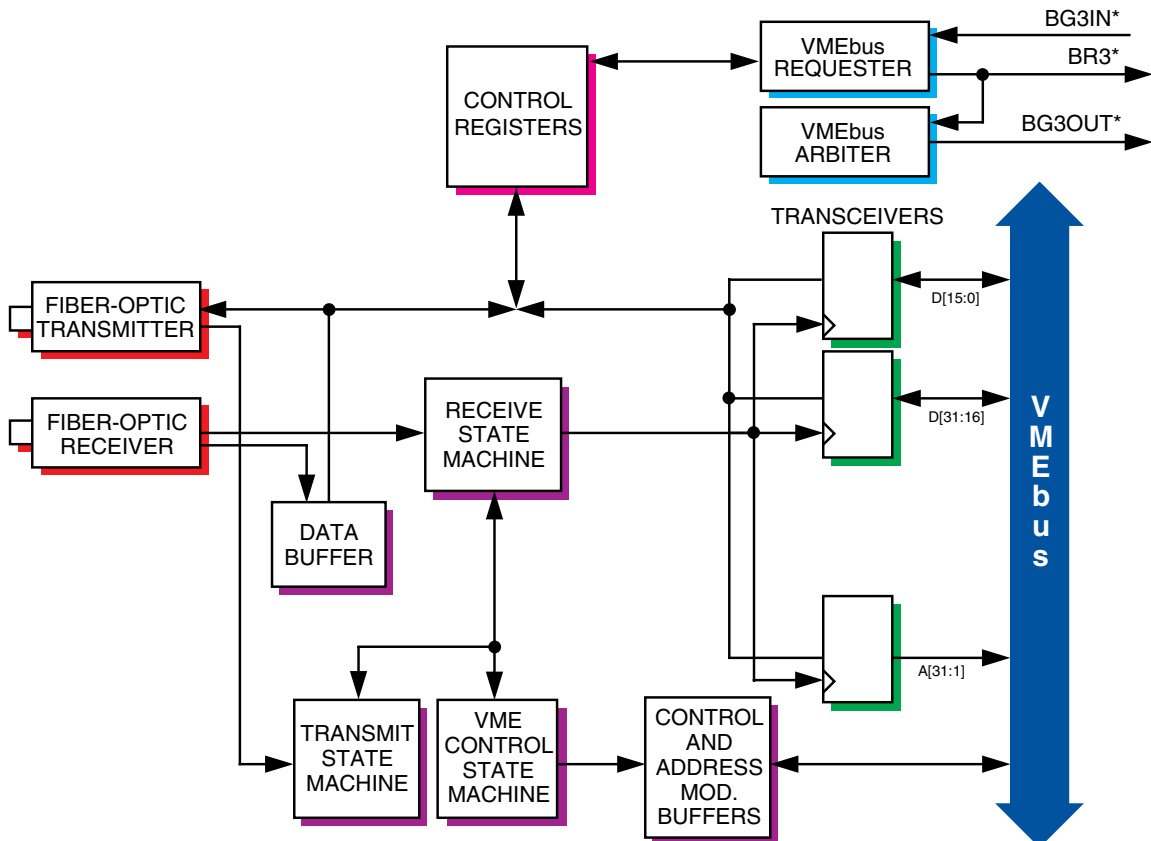 BG3IN*
VMEbus
REQUESTER
BR3*
CONTROL
REGISTERS
VMEbus
ARBITER
BG3OUT*
TRANSCEIVERS
FIBER-OPTIC
TRANSMITTER
D[15:0]
FIBER-OPTIC
RECEIVER
RECEIVE
STATE
MACHINE
D[31:16]
VMEbus
DATA
BUFFER
A[31:1]
TRANSMIT
STATE
MACHINE
VME
CONTROL
STATE
MACHINE
CONTROL
AND
ADDRESS
MOD.
BUFFERS